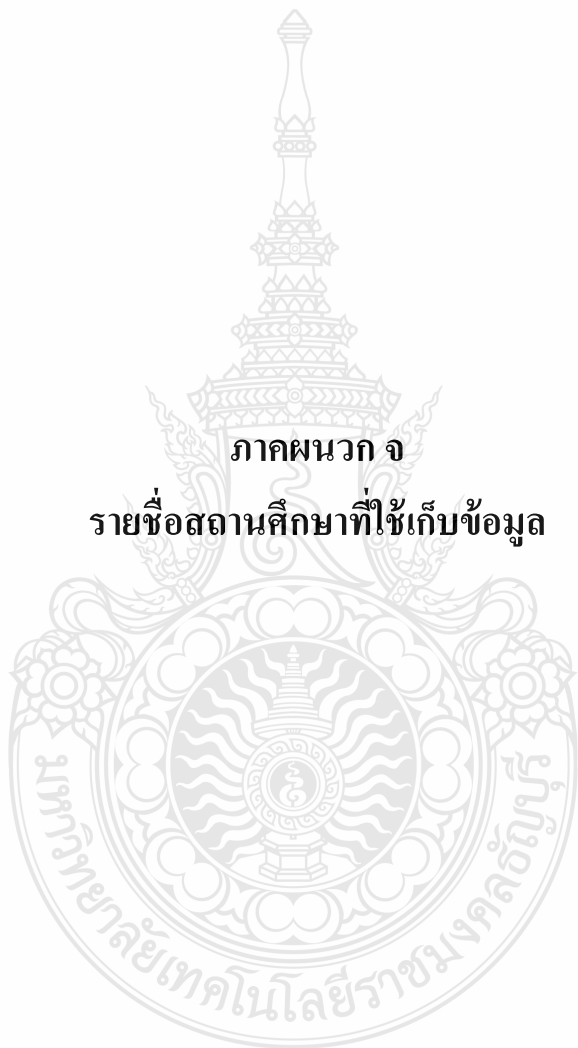 ภาคผนวก จ
รายชื่อสถานศึกษาที่ใช้เก็บข้อมูล
มหาวิทยาลัยเทคโนโลยีราชมงคลธัญบุรี